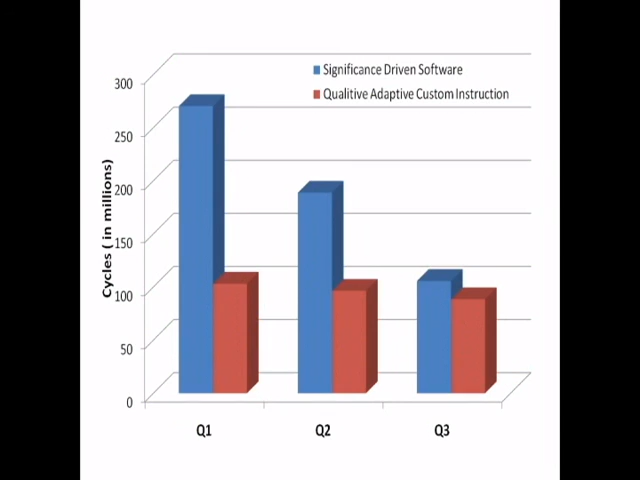 Significance Driven Software
Qualitive Adaptive Custom Instruction
Cycles ( in millions)
300
250
200
150
100
50
0
Q1 Q2 Q3